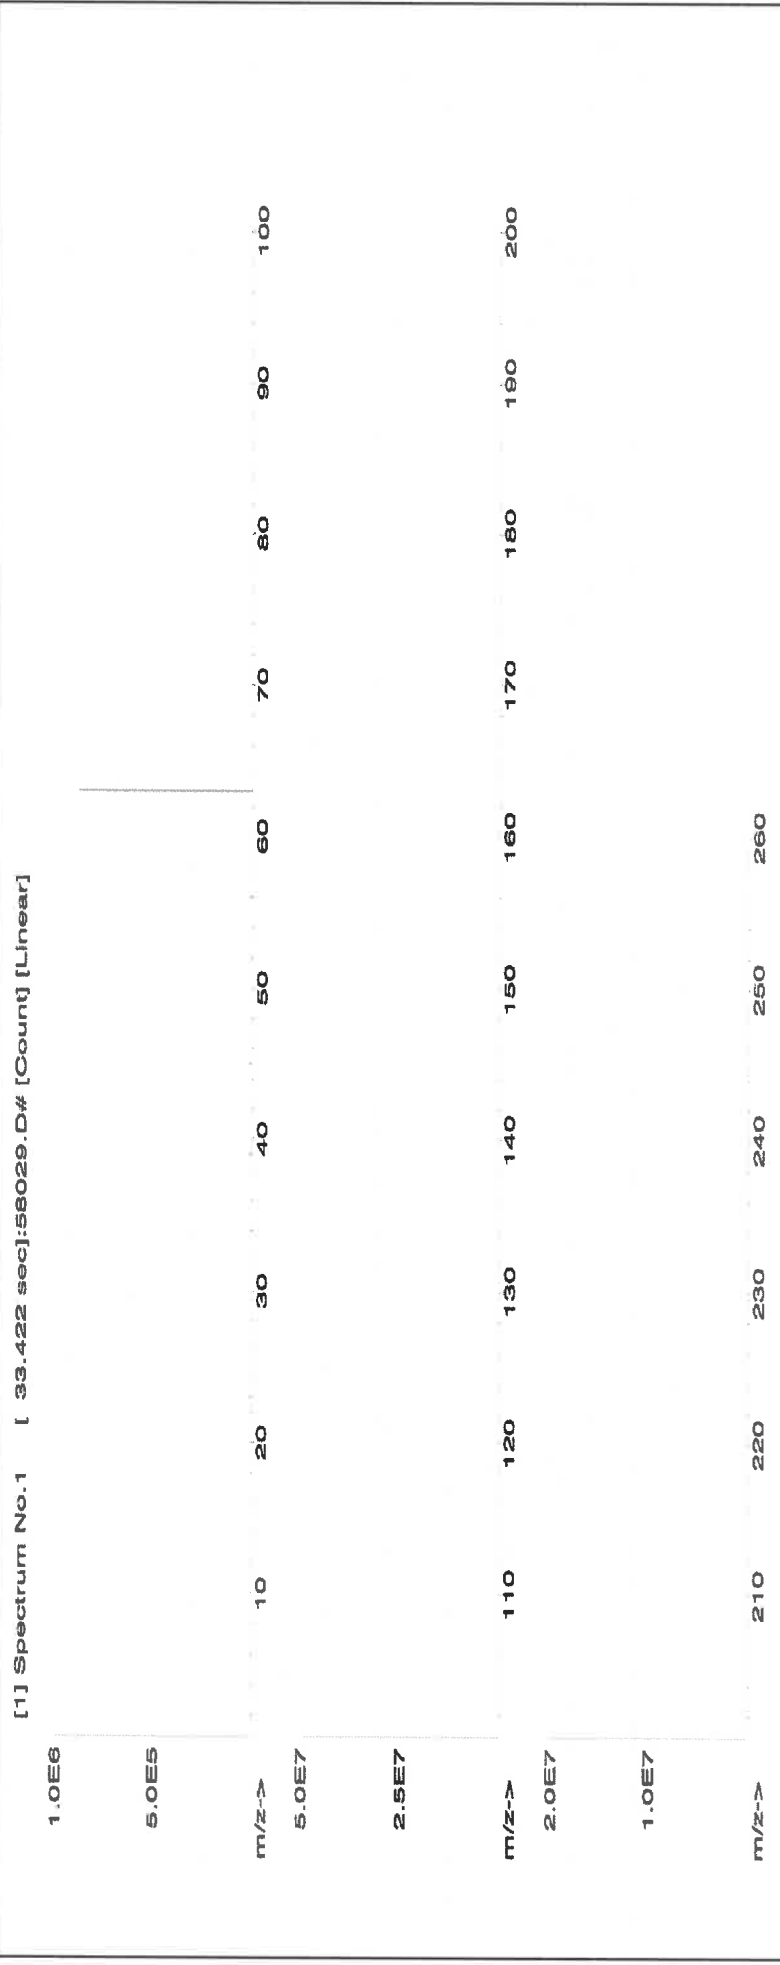 [1] Spectrum No.1 [ 33.422 sec]:58029.D# [Count] [Linear]
1.0E6
5.0E5
m/z-> 10 20 30 40 50 60 70 80 90 100
5.0E7
2.5E7
m/z-> 110 120 130 140 150 160 170 180 190 200
2.0E7
1.0E7
m/z-> 210 220 230 240 250 260